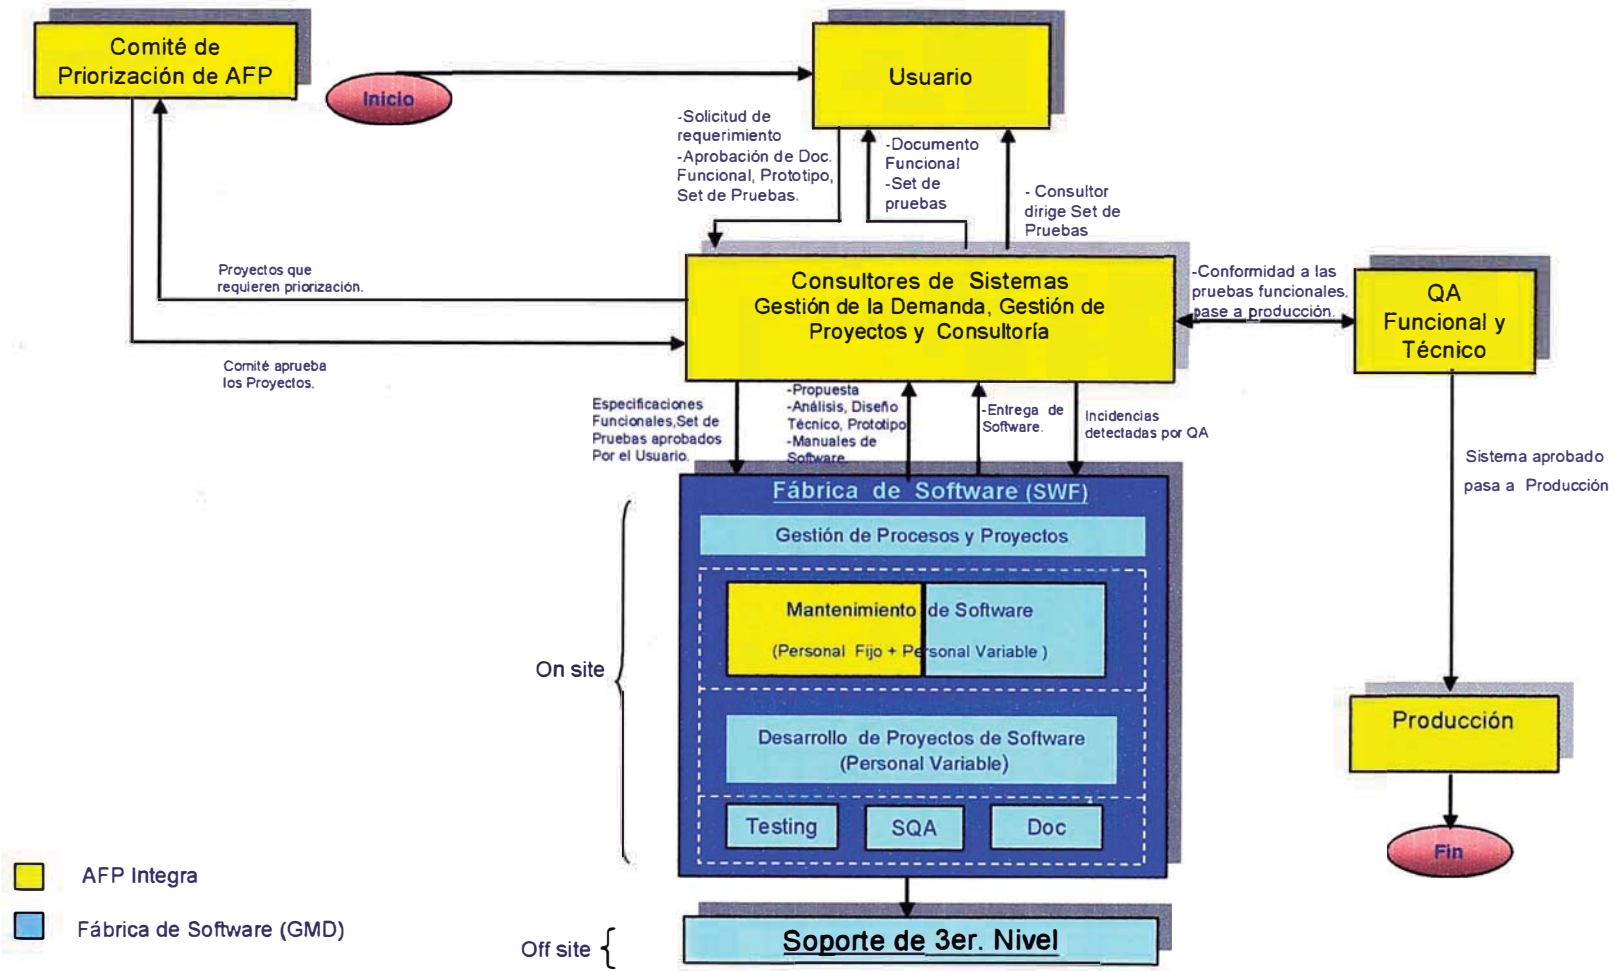 Comité de
Priorización de AFP
Inicio
Usuario
-Solicitud de
requerimiento
-Aprobación de Doc.
Funcional, Prototipo,
Set de Pruebas.
-Documento
Funcional
-Set de
pruebas
- Consultor
dirige Set de
Pruebas
Proyectos que
requieren priorización.
Comité aprueba
los Proyectos.
Consultores de Sistemas
Gestión de la Demanda, Gestión de
Proyectos y Consultoría
-Conformidad a las
pruebas funcionales,
pase a producción.
QA
Funcional y
Técnico
Especificaciones
Funcionales,Set de
Pruebas aprobados
Por el Usuario.
-Propuesta
-Análisis, Diseño
Técnico, Prototipo
-Manuales de
Software.
-Entrega de
Software.
Incidencias
detectadas por QA
Sistema aprobado
pasa a Producción
Fábrica de Software (SWF)
Gestión de Procesos y Proyectos
Mantenimiento de Software
(Personal Fijo + Personal Variable )
On site
Desarrollo de Proyectos de Software
(Personal Variable)
Testing
SQA
Doc
Producción
Fin
AFP Integra
Fábrica de Software (GMD)
Off site
Soporte de 3er. Nivel